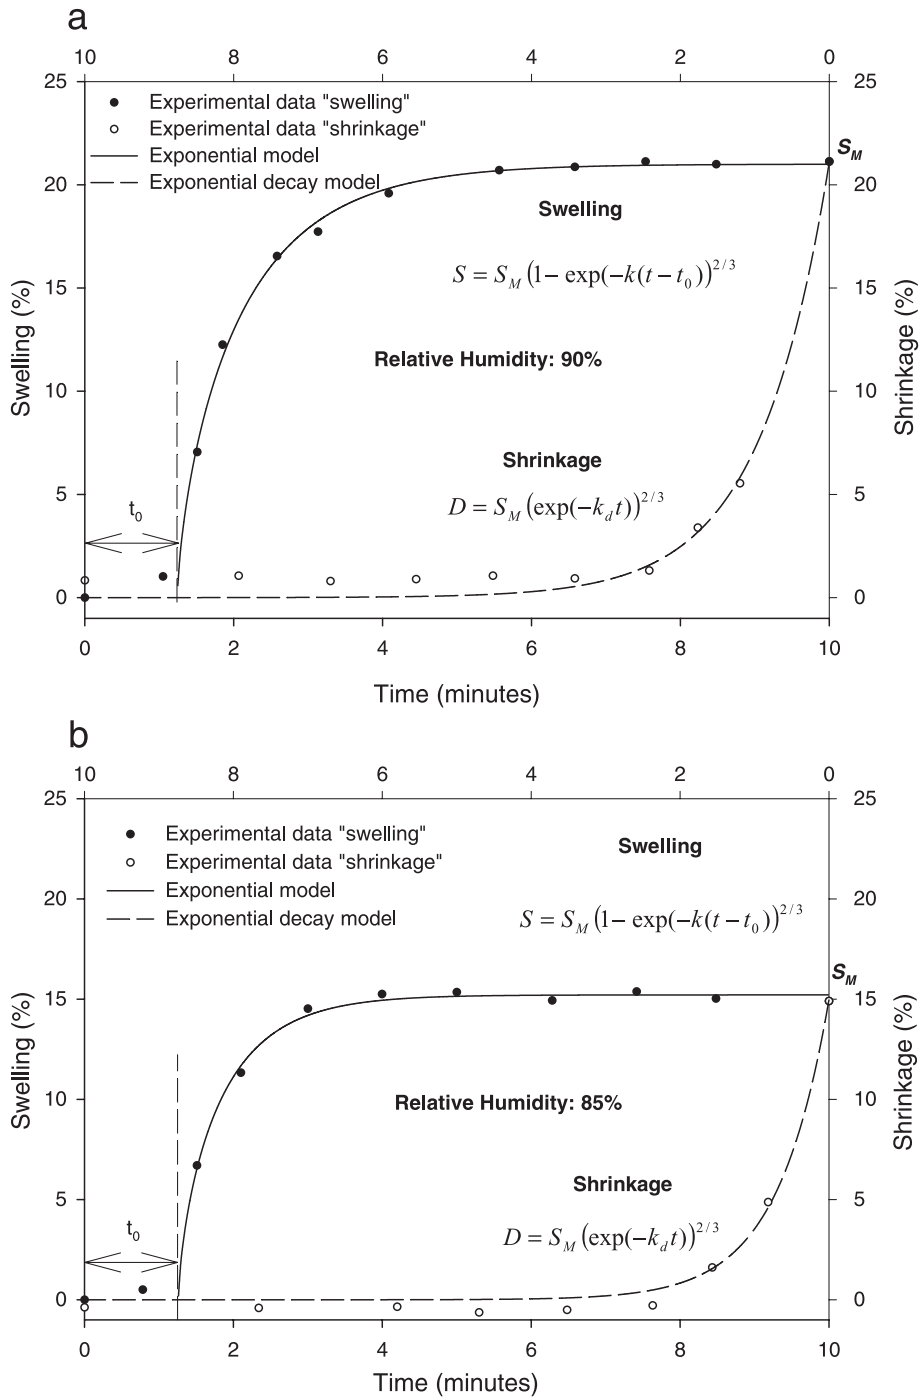 a
10 8 6 4 2 0
25 25
Experimental data "swelling"
Experimental data "shrinkage"
Exponential model
Exponential decay model
S_M
20 20
Swelling
S = S_M (1− exp(−k(t − t_0))^{2/3}
15 15
Swelling (%)
Shrinkage (%)
Relative Humidity: 90%
10 10
Shrinkage
D = S_M (exp(−k_d t))^{2/3}
5 5
t_0
0 0
0 2 4 6 8 10
Time (minutes)
b
10 8 6 4 2 0
25 25
Experimental data "swelling"
Experimental data "shrinkage"
Exponential model
Exponential decay model
Swelling
S = S_M (1− exp(−k(t − t_0))^{2/3}
20 20
S_M
15 15
Swelling (%)
Shrinkage (%)
Relative Humidity: 85%
10 10
Shrinkage
D = S_M (exp(−k_d t))^{2/3}
5 5
t_0
0 0
0 2 4 6 8 10
Time (minutes)